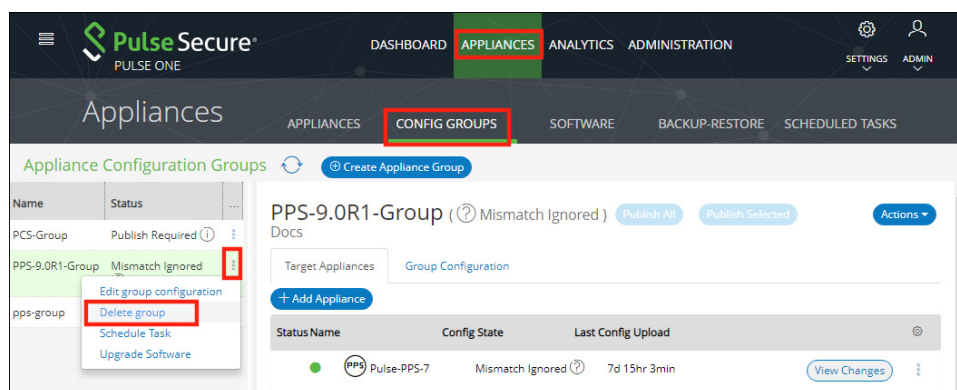 Pulse Secure®
PULSE ONE
DASHBOARD APPLIANCES ANALYTICS ADMINISTRATION
SETTINGS ADMIN
Appliances
APPLIANCES CONFIG GROUPS SOFTWARE BACKUP-RESTORE SCHEDULED TASKS
Appliance Configuration Groups Create Appliance Group
Name Status ...
PCS-Group Publish Required
PPS-9.0R1-Group Mismatch Ignored
pps-group
Edit group configuration
Delete group
Schedule Task
Upgrade Software
PPS-9.0R1-Group ( ? Mismatch Ignored ) Publish All Publish Selected Actions
Docs
Target Appliances Group Configuration
+ Add Appliance
Status Name Config State Last Config Upload
PPS Pulse-PPS-7 Mismatch Ignored ? 7d 15hr 3min View Changes